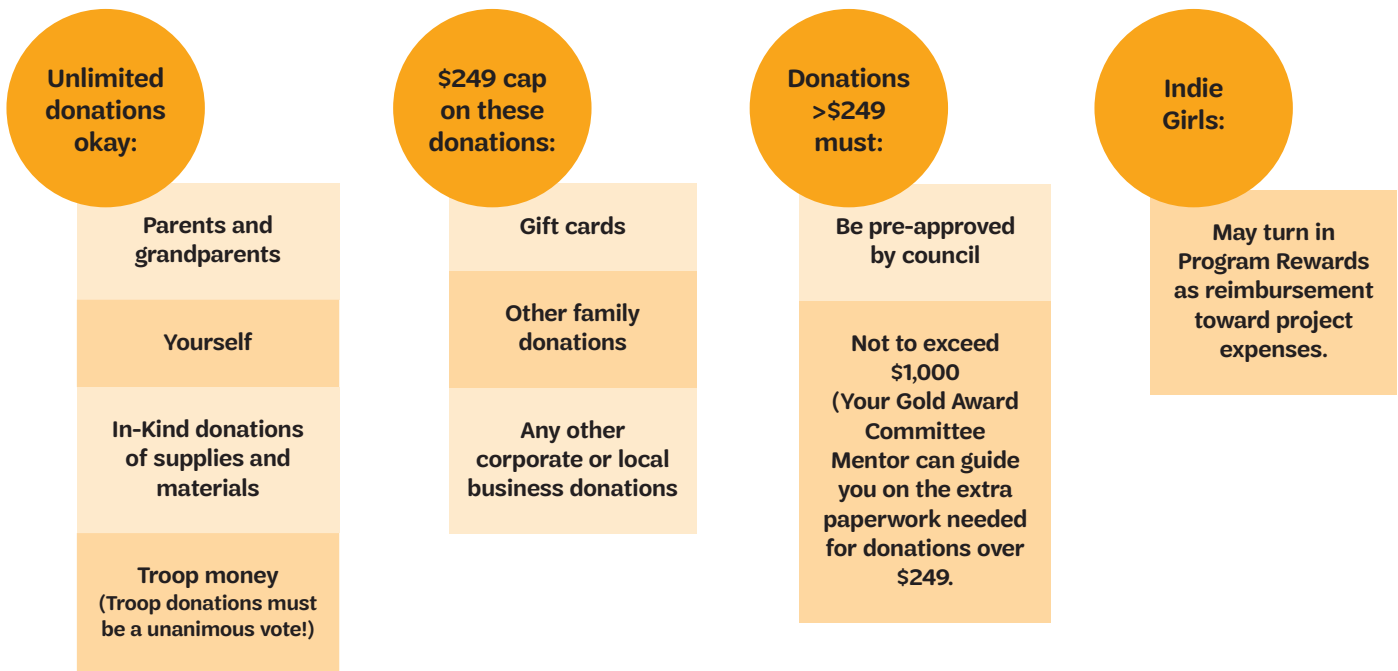 Unlimited
donations
okay:
Parents and
grandparents
Yourself
In-Kind donations
of supplies and
materials
Troop money
(Troop donations must
be a unanimous vote!)
$249 cap
on these
donations:
Gift cards
Other family
donations
Any other
corporate or local
business donations
Donations
>$249
must:
Be pre-approved
by council
Not to exceed
$1,000
(Your Gold Award
Committee
Mentor can guide
you on the extra
paperwork needed
for donations over
$249.
Indie
Girls:
May turn in
Program Rewards
as reimbursement
toward project
expenses.